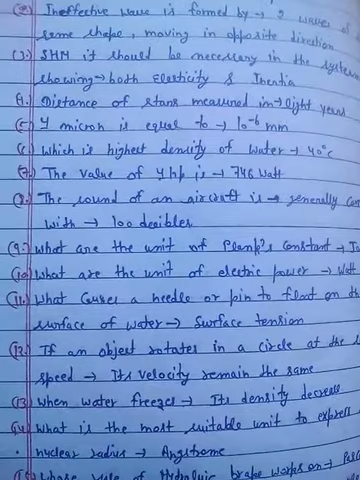 (2.) Ineffective wave is formed by → 2 waves of
same shape, moving in opposite direction
(3.) SHM it should be necessary in the system
showing → both Elasticity & Inertia
(4.) Distance of stars measured in → light years
(5.) Y micron is equal to → 10⁻⁶ mm
(6.) Which is highest density of water → 4°C
(7.) The value of Y hp is → 746 Watt
8.) The sound of an aircraft is → generally
with → 100 decibles
(9.) What are the unit of Plank's constant →
(10.) What are the unit of electric power → Watt
(11.) What Causes a needle or pin to float on the
surface of water → Surface tension
(12.) If an object rotates in a circle at the
speed → Its velocity remain the same
(13.) When water freezes → Its density decrease
(14.) What is the most suitable unit to express
nuclear radius → Angstrome
(15.) Whose rule of Hydraulic brake works on →